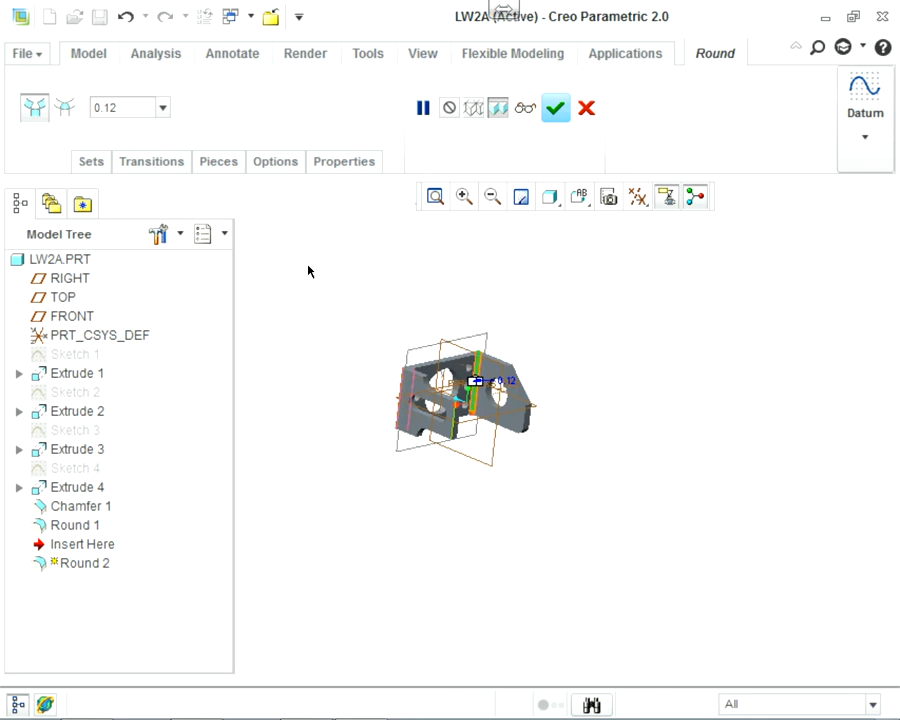 LW2A (Active) - Creo Parametric 2.0
File Model Analysis Annotate Render Tools View Flexible Modeling Applications Round
0.12
Datum
Sets Transitions Pieces Options Properties
Model Tree
LW2A.PRT
RIGHT
TOP
FRONT
PRT_CSYS_DEF
Sketch 1
Extrude 1
Sketch 2
Extrude 2
Sketch 3
Extrude 3
Sketch 4
Extrude 4
Chamfer 1
Round 1
Insert Here
Round 2
0.12
All